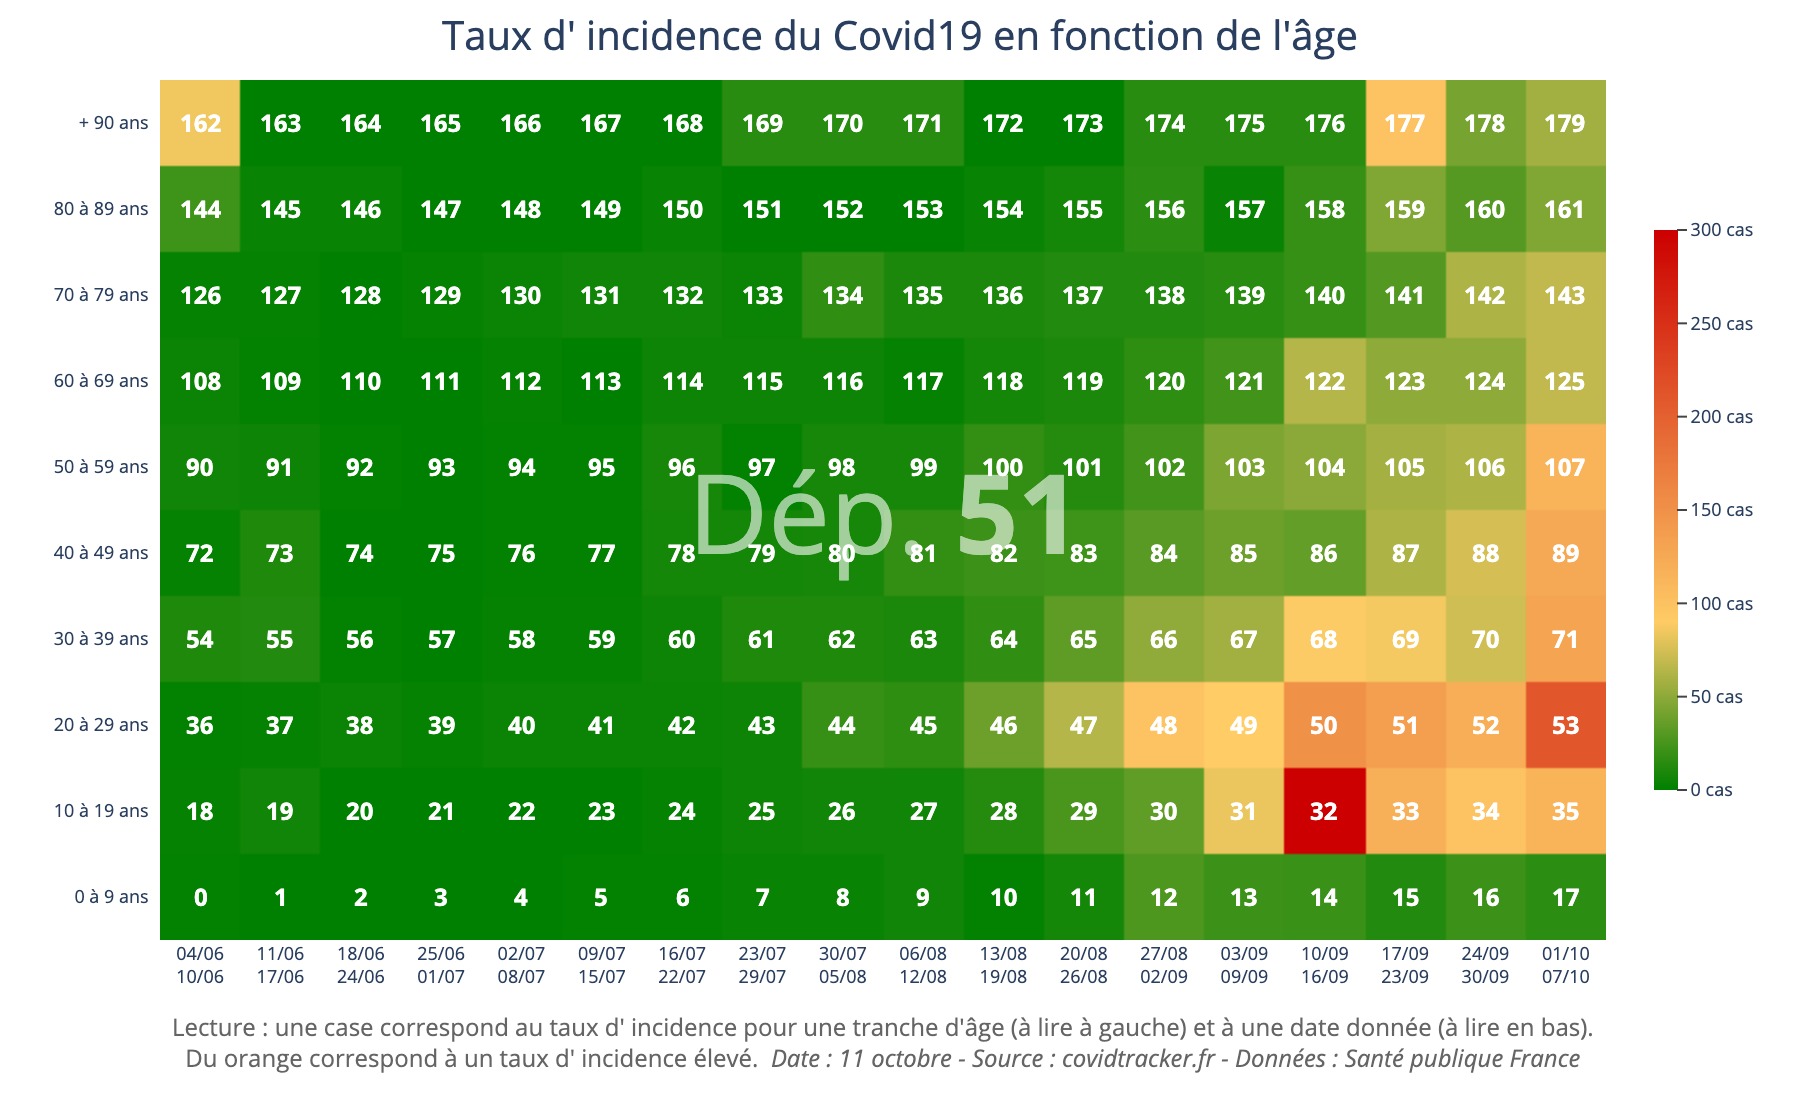 Taux d' incidence du Covid19 en fonction de l'âge
+ 90 ans 162 163 164 165 166 167 168 169 170 171 172 173 174 175 176 177 178 179
80 à 89 ans 144 145 146 147 148 149 150 151 152 153 154 155 156 157 158 159 160 161
70 à 79 ans 126 127 128 129 130 131 132 133 134 135 136 137 138 139 140 141 142 143
60 à 69 ans 108 109 110 111 112 113 114 115 116 117 118 119 120 121 122 123 124 125
50 à 59 ans 90 91 92 93 94 95 96 97 98 99 100 101 102 103 104 105 106 107
Dép. 51
40 à 49 ans 72 73 74 75 76 77 78 79 80 81 82 83 84 85 86 87 88 89
30 à 39 ans 54 55 56 57 58 59 60 61 62 63 64 65 66 67 68 69 70 71
20 à 29 ans 36 37 38 39 40 41 42 43 44 45 46 47 48 49 50 51 52 53
10 à 19 ans 18 19 20 21 22 23 24 25 26 27 28 29 30 31 32 33 34 35
0 à 9 ans 0 1 2 3 4 5 6 7 8 9 10 11 12 13 14 15 16 17
04/06 11/06 18/06 25/06 02/07 09/07 16/07 23/07 30/07 06/08 13/08 20/08 27/08 03/09 10/09 17/09 24/09 01/10
10/06 17/06 24/06 01/07 08/07 15/07 22/07 29/07 05/08 12/08 19/08 26/08 02/09 09/09 16/09 23/09 30/09 07/10
300 cas
250 cas
200 cas
150 cas
100 cas
50 cas
0 cas
Lecture : une case correspond au taux d' incidence pour une tranche d'âge (à lire à gauche) et à une date donnée (à lire en bas).
Du orange correspond à un taux d' incidence élevé. Date : 11 octobre - Source : covidtracker.fr - Données : Santé publique France